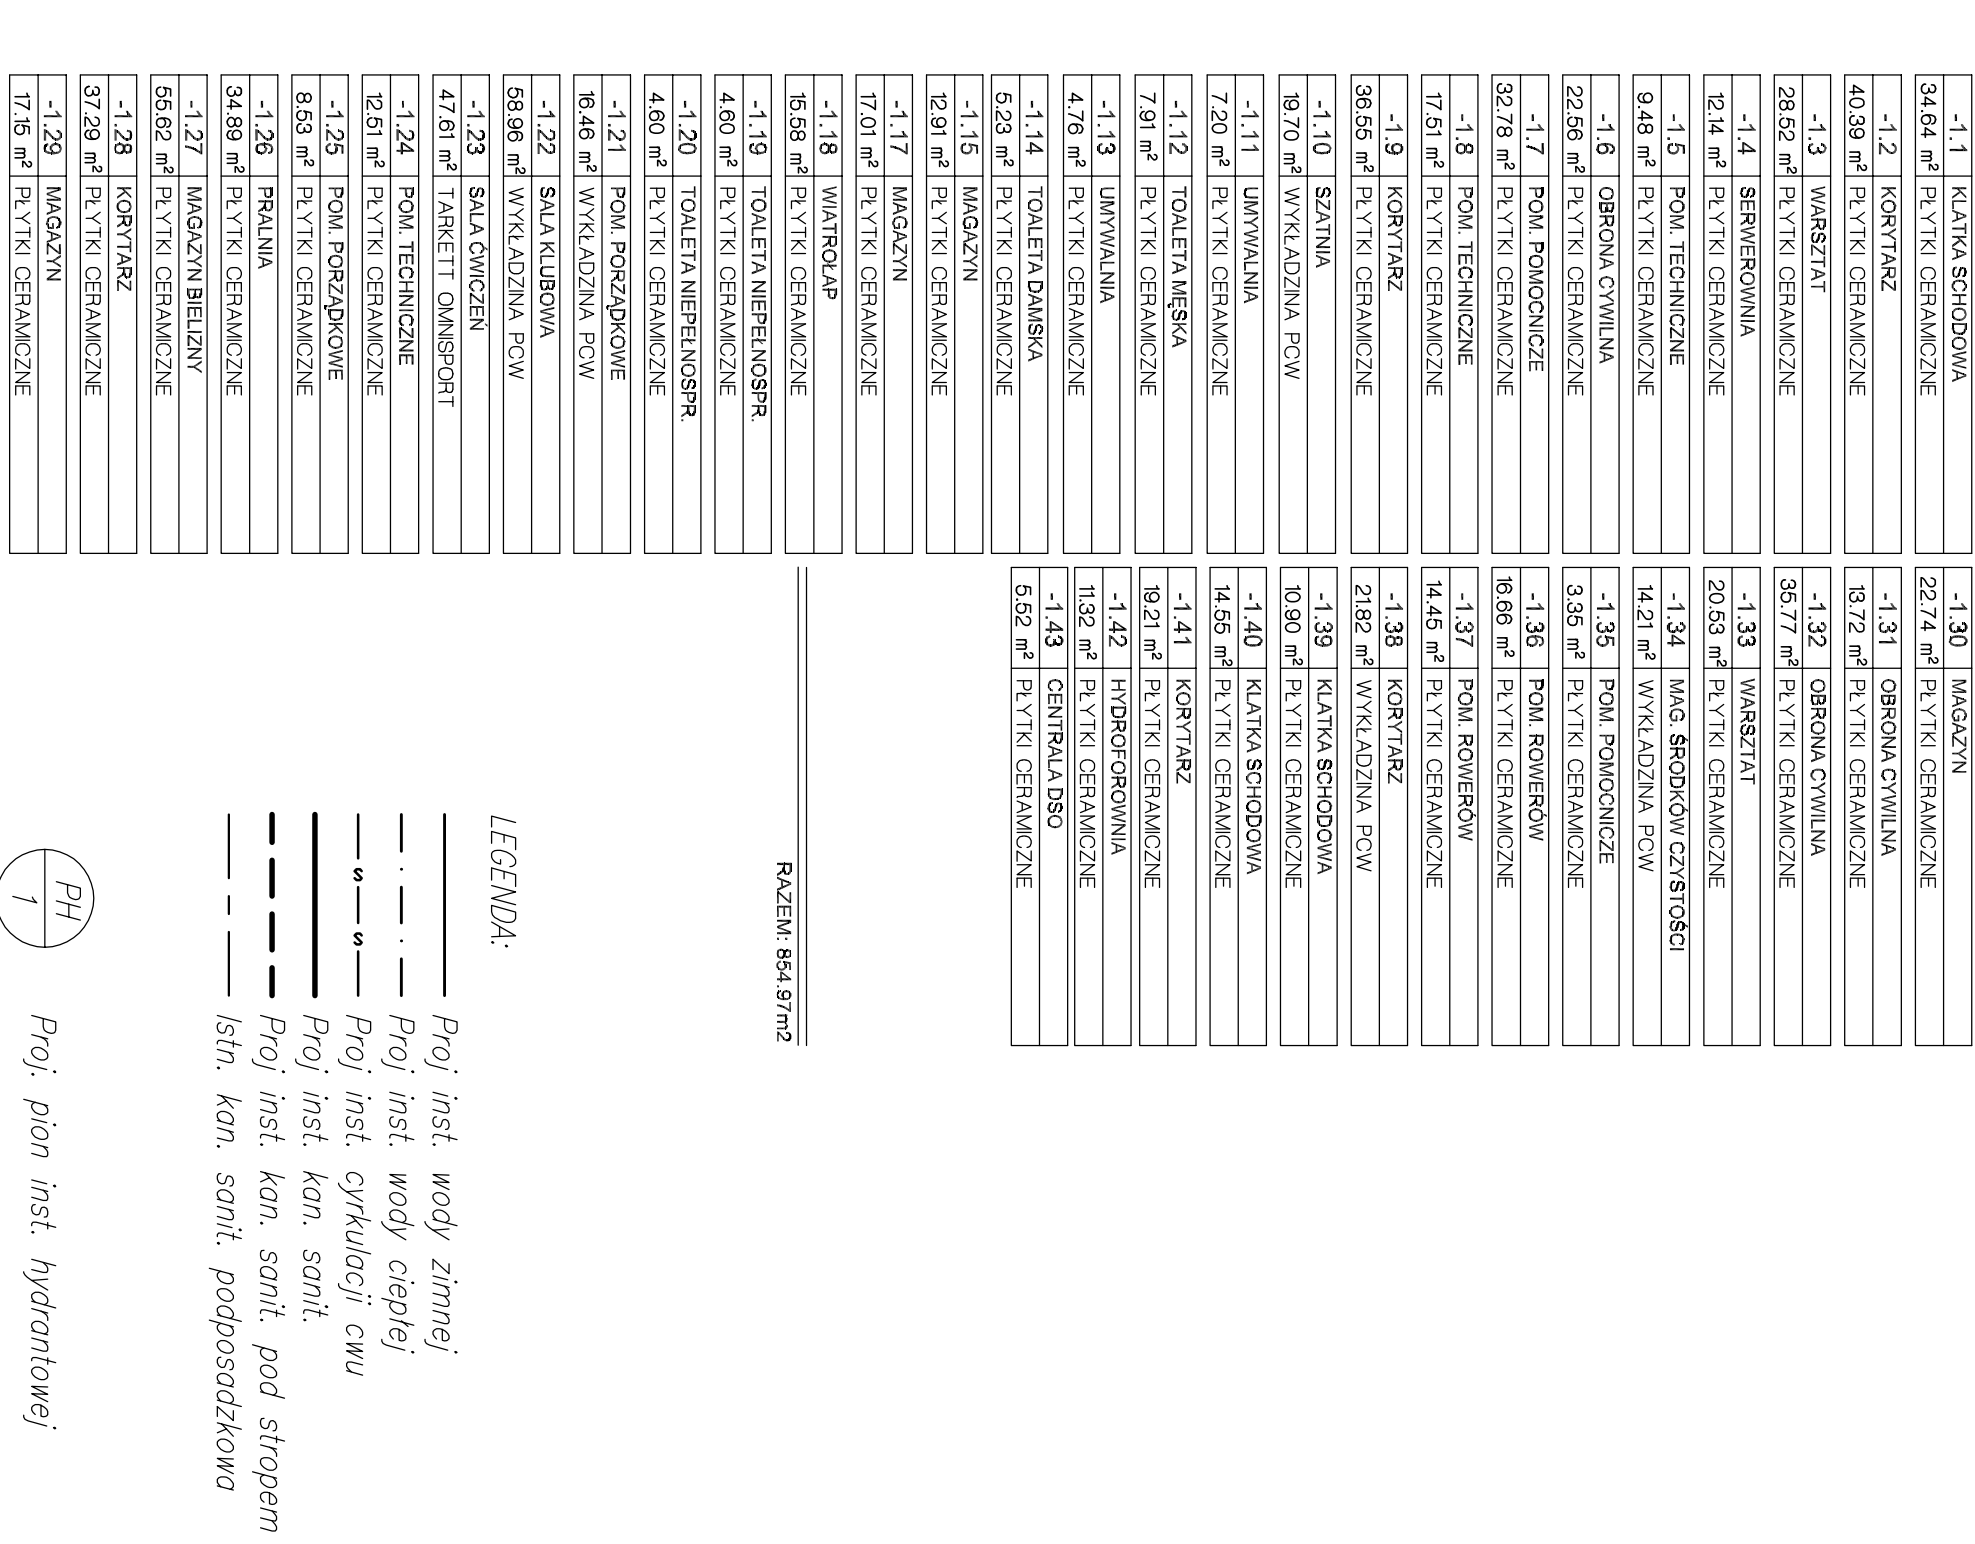 -1.1 KLATKA SCHODOWA
34.64 m² PŁYTKI CERAMICZNE
-1.2 KORYTARZ
40.39 m² PŁYTKI CERAMICZNE
-1.3 WARSZTAT
28.52 m² PŁYTKI CERAMICZNE
-1.4 SERWEROWNIA
12.14 m² PŁYTKI CERAMICZNE
-1.5 POM. TECHNICZNE
9.48 m² PŁYTKI CERAMICZNE
-1.6 OBRONA CYWILNA
22.56 m² PŁYTKI CERAMICZNE
-1.7 POM. POMOCNICZE
32.78 m² PŁYTKI CERAMICZNE
-1.8 POM. TECHNICZNE
17.51 m² PŁYTKI CERAMICZNE
-1.9 KORYTARZ
36.55 m² PŁYTKI CERAMICZNE
-1.10 SZATNIA
19.70 m² WYKŁADZINA PCW
-1.11 UMYWALNIA
7.20 m² PŁYTKI CERAMICZNE
-1.12 TOALETA MĘSKA
7.91 m² PŁYTKI CERAMICZNE
-1.13 UMYWALNIA
4.76 m² PŁYTKI CERAMICZNE
-1.14 TOALETA DAMSKA
5.23 m² PŁYTKI CERAMICZNE
-1.15 MAGAZYN
12.91 m² PŁYTKI CERAMICZNE
-1.17 MAGAZYN
17.01 m² PŁYTKI CERAMICZNE
-1.18 WIATROŁAP
15.58 m² PŁYTKI CERAMICZNE
-1.19 TOALETA NIEPEŁNOSPR.
4.60 m² PŁYTKI CERAMICZNE
-1.20 TOALETA NIEPEŁNOSPR.
4.60 m² PŁYTKI CERAMICZNE
-1.21 POM. PORZĄDKOWE
16.46 m² WYKŁADZINA PCW
-1.22 SALA KLUBOWA
58.96 m² WYKŁADZINA PCW
-1.23 SALA ĆWICZEŃ
47.61 m² TARKETT OMNISPORT
-1.24 POM. TECHNICZNE
12.51 m² PŁYTKI CERAMICZNE
-1.25 POM. PORZĄDKOWE
8.53 m² PŁYTKI CERAMICZNE
-1.26 PRALNIA
34.89 m² PŁYTKI CERAMICZNE
-1.27 MAGAZYN BIELIZNY
55.62 m² PŁYTKI CERAMICZNE
-1.28 KORYTARZ
37.29 m² PŁYTKI CERAMICZNE
-1.29 MAGAZYN
17.15 m² PŁYTKI CERAMICZNE
-1.30 MAGAZYN
22.74 m² PŁYTKI CERAMICZNE
-1.31 OBRONA CYWILNA
13.72 m² PŁYTKI CERAMICZNE
-1.32 OBRONA CYWILNA
35.77 m² PŁYTKI CERAMICZNE
-1.33 WARSZTAT
20.53 m² PŁYTKI CERAMICZNE
-1.34 MAG. ŚRODKÓW CZYSTOŚCI
14.21 m² WYKŁADZINA PCW
-1.35 POM. POMOCNICZE
3.35 m² PŁYTKI CERAMICZNE
-1.36 POM. ROWERÓW
16.66 m² PŁYTKI CERAMICZNE
-1.37 POM. ROWERÓW
14.45 m² PŁYTKI CERAMICZNE
-1.38 KORYTARZ
21.82 m² WYKŁADZINA PCW
-1.39 KLATKA SCHODOWA
10.90 m² PŁYTKI CERAMICZNE
-1.40 KLATKA SCHODOWA
14.55 m² PŁYTKI CERAMICZNE
-1.41 KORYTARZ
19.21 m² PŁYTKI CERAMICZNE
-1.42 HYDROFOROWNIA
11.32 m² PŁYTKI CERAMICZNE
-1.43 CENTRALA DSO
5.52 m² PŁYTKI CERAMICZNE
RAZEM: 854.97m2
LEGENDA:
Proj inst. wody zimnej
Proj inst. wody ciepłej
s s Proj inst. cyrkulacji cwu
Proj inst. kan. sanit.
Proj inst. kan. sanit. pod stropem
Istn. kan. sanit. podposadzkowa
PH
1
Proj. pion inst. hydrantowej